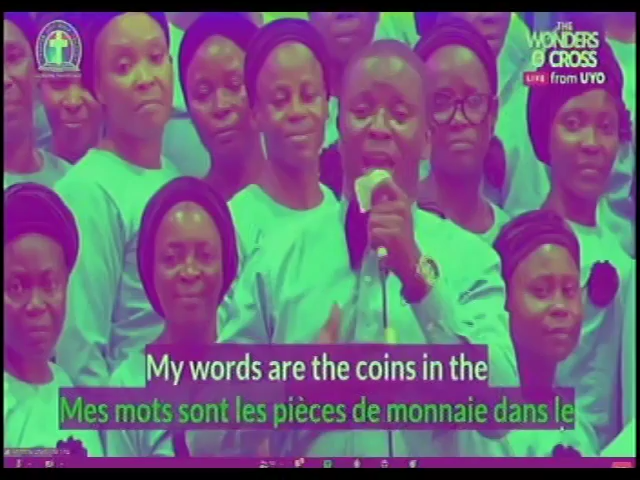 THE
WONDERS
OF CROSS
LIVE from UYO
My words are the coins in the
Mes mots sont les pièces de monnaie dans le